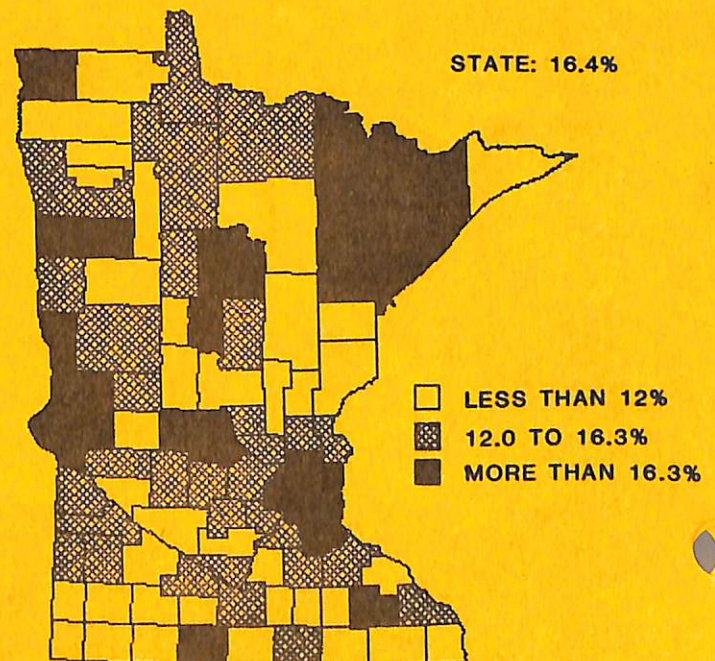 STATE: 16.4%
LESS THAN 12%
12.0 TO 16.3%
MORE THAN 16.3%